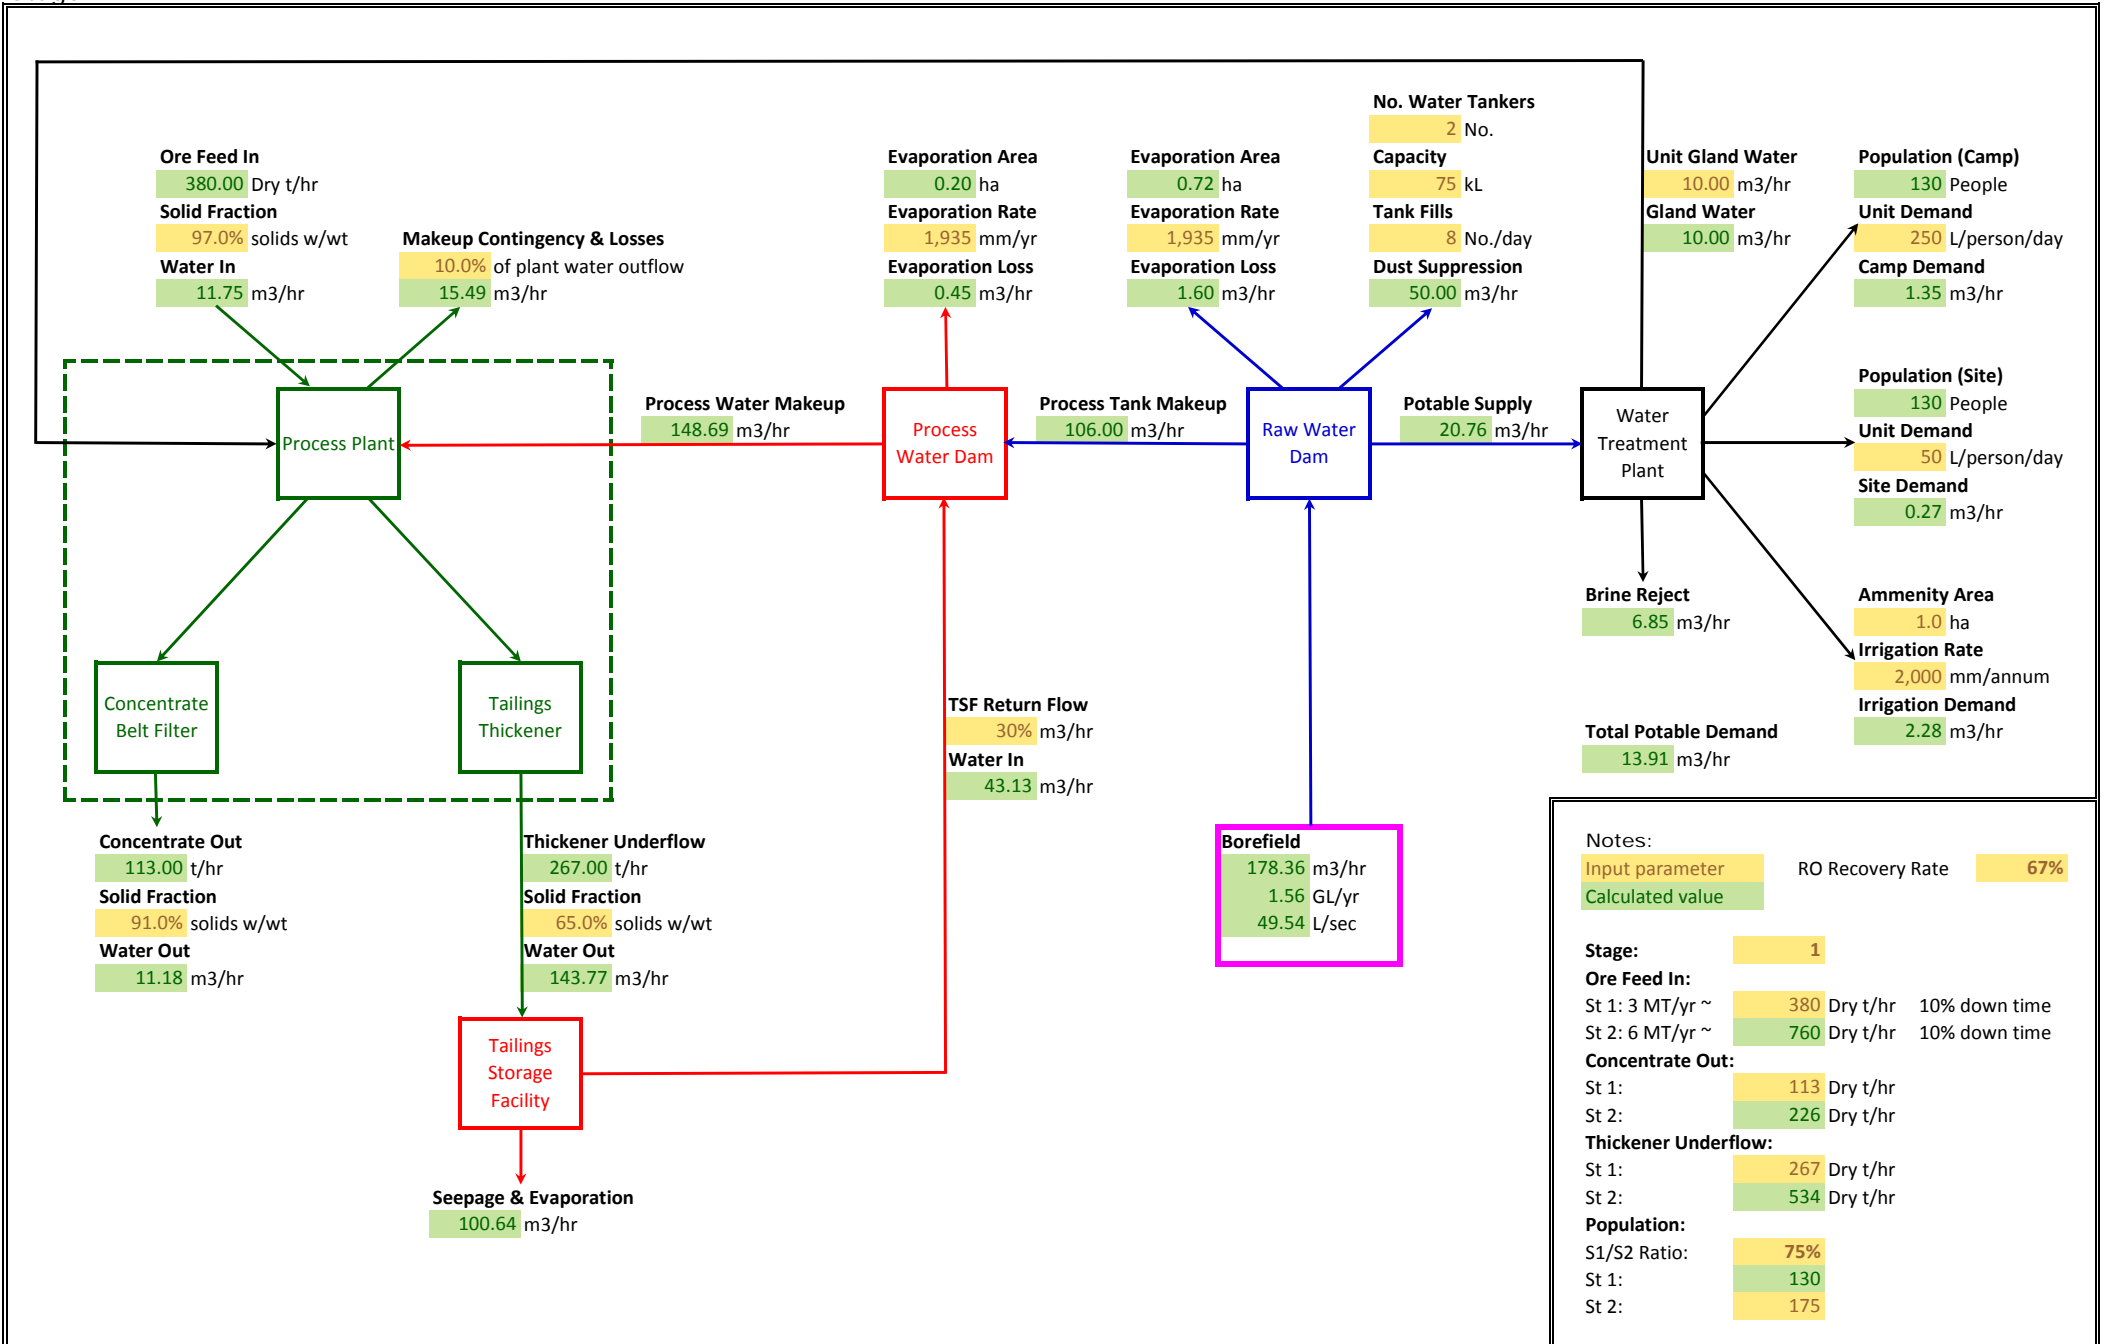 No. Water Tankers
2 No.
Ore Feed In
380.00 Dry t/hr
Solid Fraction
97.0% solids w/wt
Water In
11.75 m3/hr
Makeup Contingency & Losses
10.0% of plant water outflow
15.49 m3/hr
Evaporation Area
0.20 ha
Evaporation Rate
1,935 mm/yr
Evaporation Loss
0.45 m3/hr
Evaporation Area
0.72 ha
Evaporation Rate
1,935 mm/yr
Evaporation Loss
1.60 m3/hr
Capacity
75 kL
Tank Fills
8 No./day
Dust Suppression
50.00 m3/hr
Unit Gland Water
10.00 m3/hr
Gland Water
10.00 m3/hr
Population (Camp)
130 People
Unit Demand
250 L/person/day
Camp Demand
1.35 m3/hr
Process Plant
Process Water Makeup
148.69 m3/hr
Process
Water Dam
Process Tank Makeup
106.00 m3/hr
Raw Water
Dam
Potable Supply
20.76 m3/hr
Water
Treatment
Plant
Population (Site)
130 People
Unit Demand
50 L/person/day
Site Demand
0.27 m3/hr
Brine Reject
6.85 m3/hr
Ammenity Area
1.0 ha
Irrigation Rate
2,000 mm/annum
Irrigation Demand
2.28 m3/hr
Total Potable Demand
13.91 m3/hr
Concentrate
Belt Filter
Tailings
Thickener
TSF Return Flow
30% m3/hr
Water In
43.13 m3/hr
Concentrate Out
113.00 t/hr
Solid Fraction
91.0% solids w/wt
Water Out
11.18 m3/hr
Thickener Underflow
267.00 t/hr
Solid Fraction
65.0% solids w/wt
Water Out
143.77 m3/hr
Borefield
178.36 m3/hr
1.56 GL/yr
49.54 L/sec
Tailings
Storage
Facility
Seepage & Evaporation
100.64 m3/hr
Notes:
Input parameter RO Recovery Rate 67%
Calculated value
Stage: 1
Ore Feed In:
St 1: 3 MT/yr ~ 380 Dry t/hr 10% down time
St 2: 6 MT/yr ~ 760 Dry t/hr 10% down time
Concentrate Out:
St 1: 113 Dry t/hr
St 2: 226 Dry t/hr
Thickener Underflow:
St 1: 267 Dry t/hr
St 2: 534 Dry t/hr
Population:
S1/S2 Ratio: 75%
St 1: 130
St 2: 175